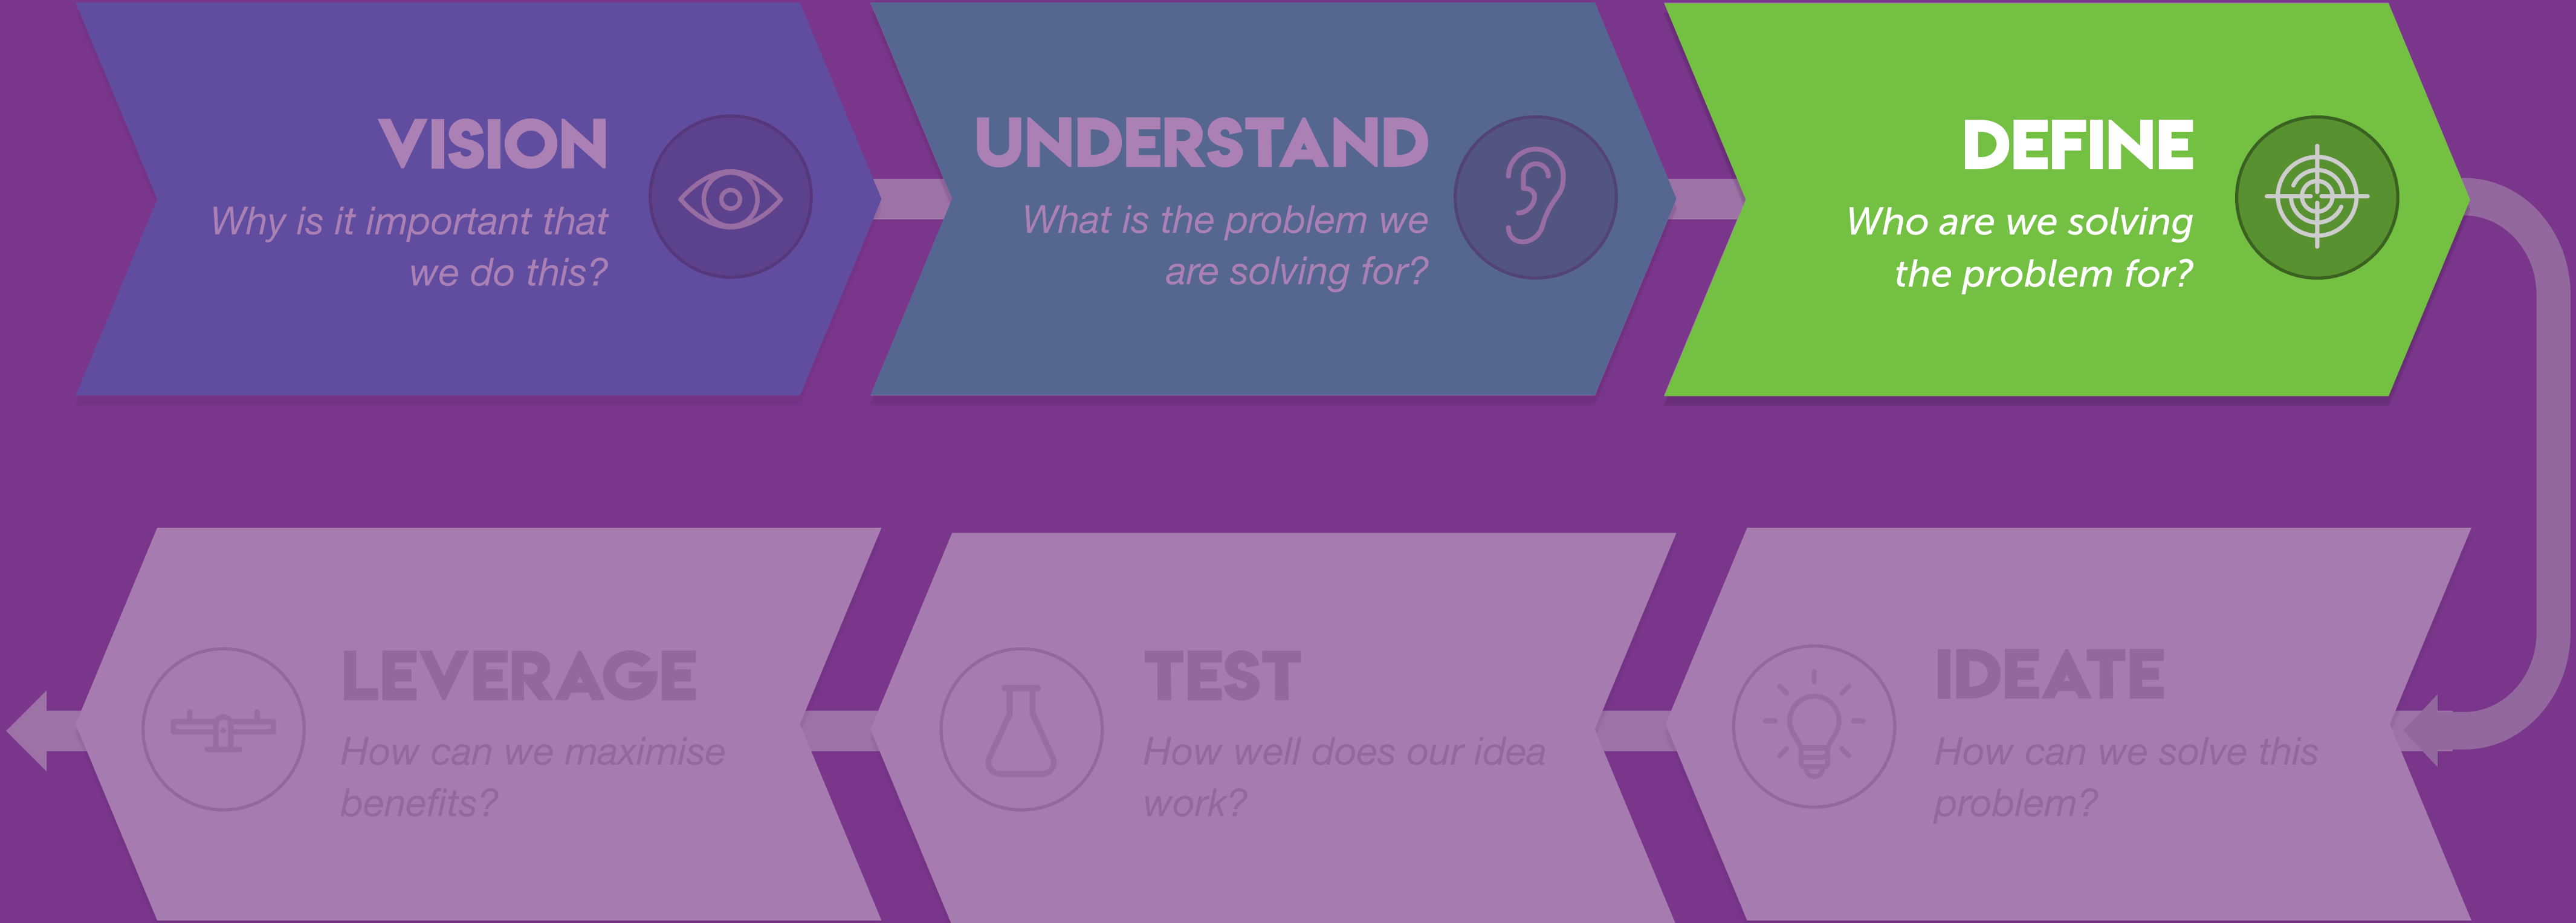 VISION
Why is it important that
we do this?
UNDERSTAND
What is the problem we
are solving for?
DEFINE
Who are we solving
the problem for?
IDEATE
How can we solve this
problem?
TEST
How well does our idea
work?
LEVERAGE
How can we maximise
benefits?